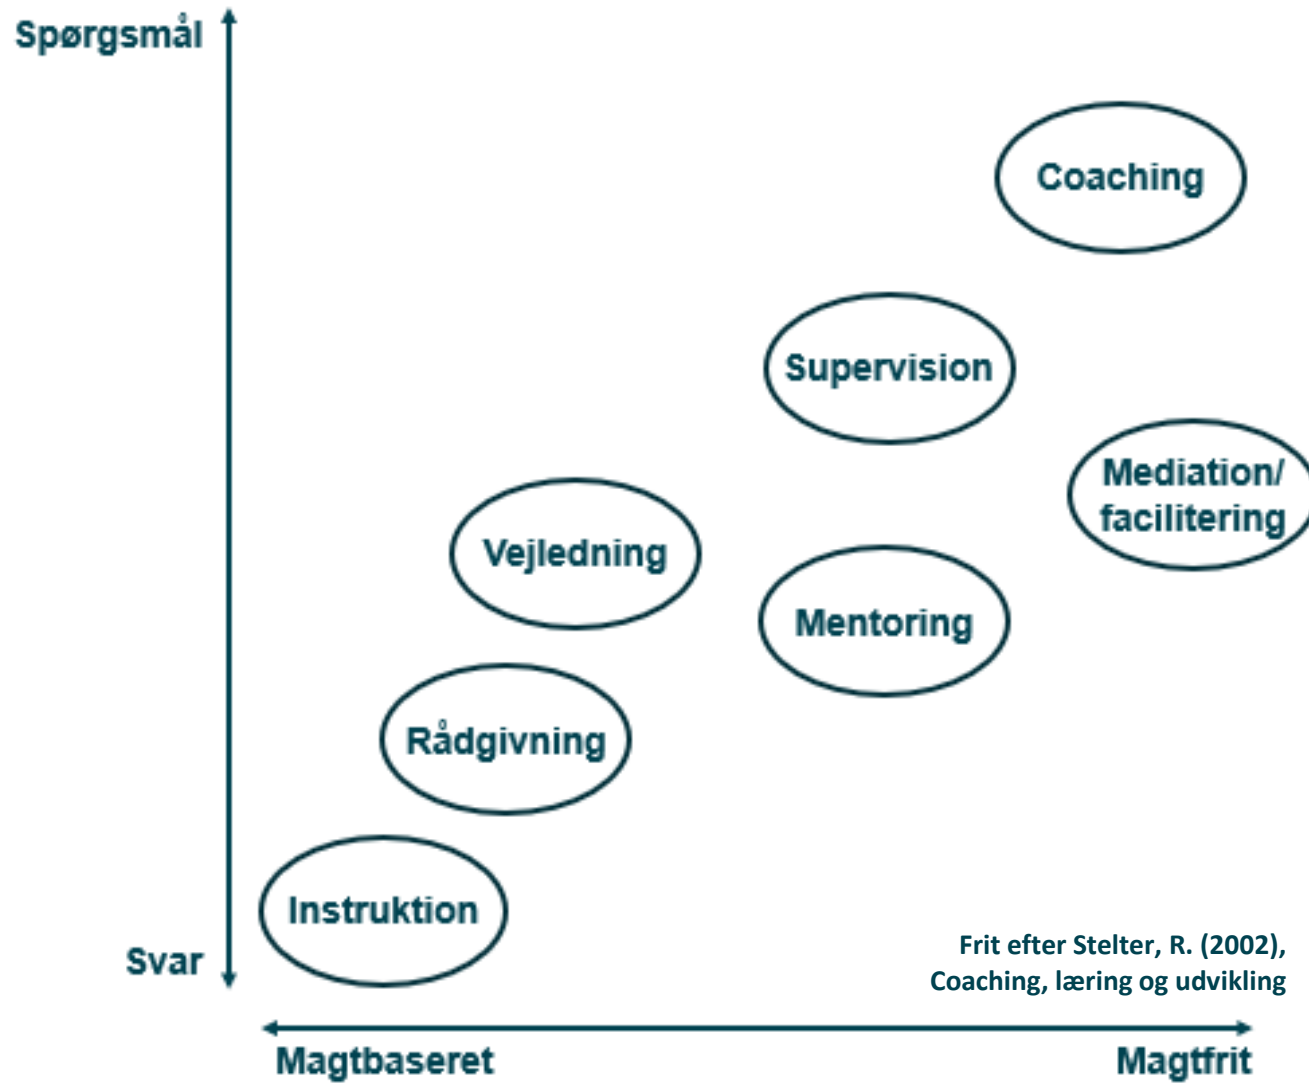 Spørgsmål
Coaching
Supervision
Mediation/
facilitering
Vejledning
Mentoring
Rådgivning
Instruktion
Svar
Frit efter Stelter, R. (2002),
Coaching, læring og udvikling
Magtbaseret
Magtfrit